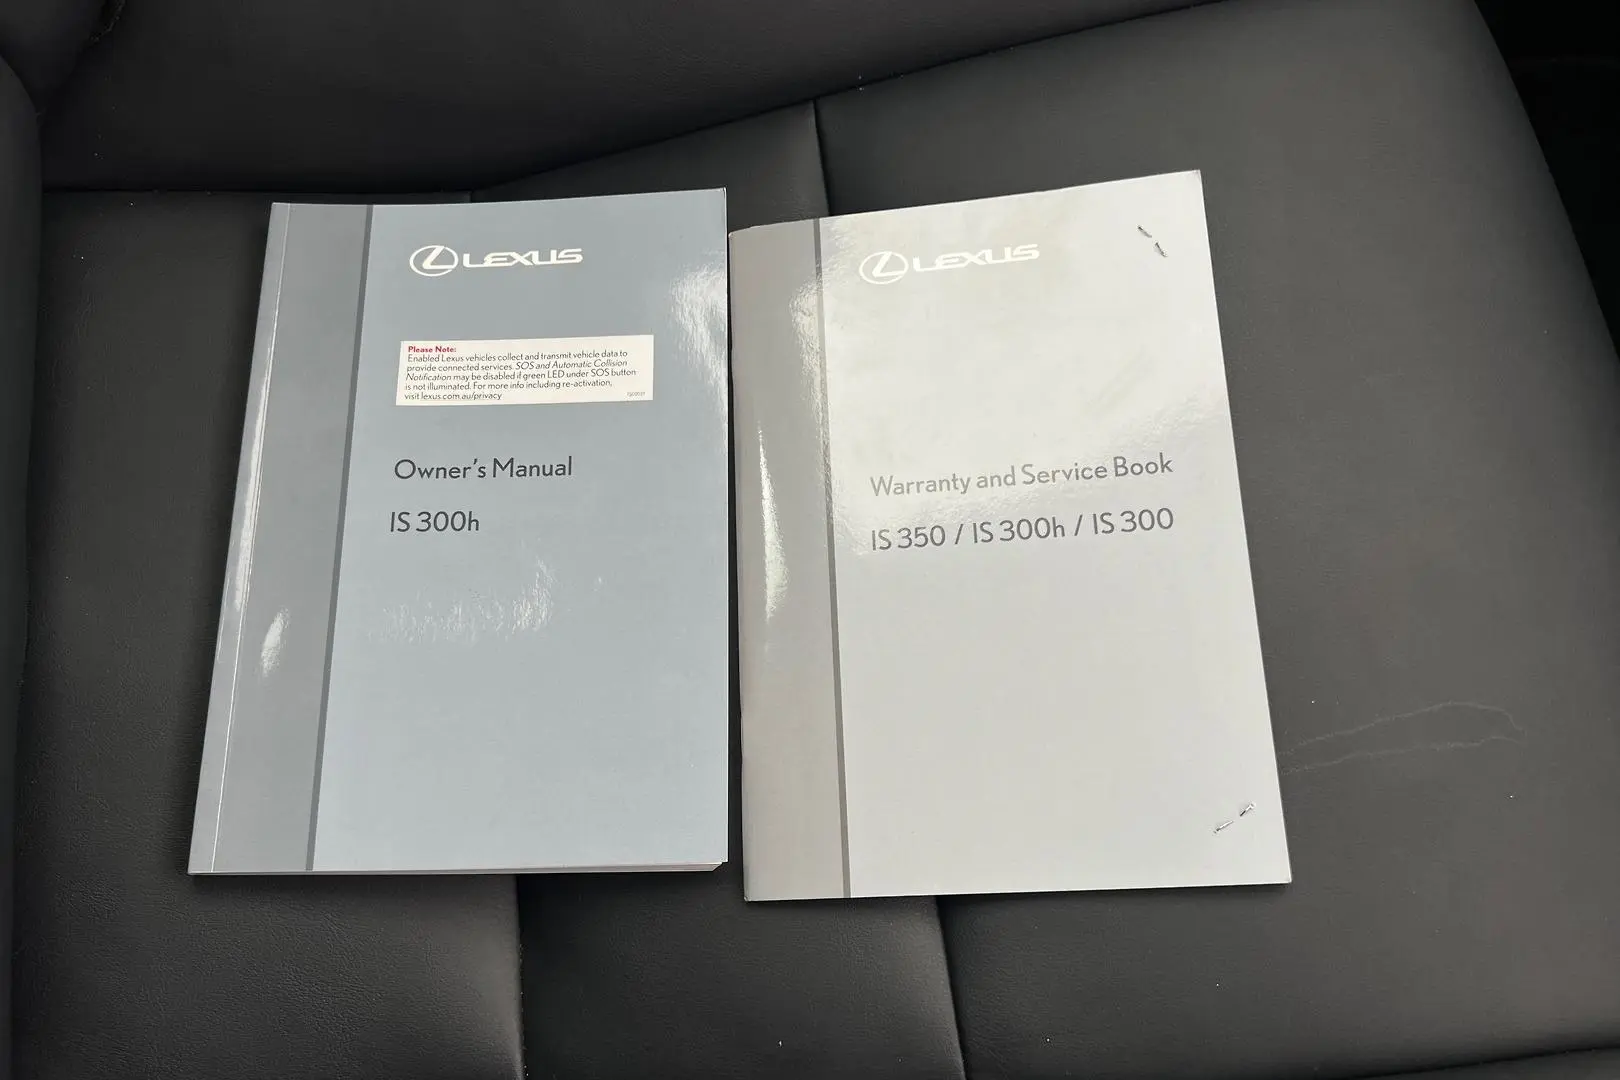 LEXUS
Please Note:
Enabled Lexus vehicles collect and transmit vehicle data to
provide connected services. SOS and Automatic Collision
Notification may be disabled if green LED under SOS button
is not illuminated. For more info including re-activation,
visit lexus.com.au/privacy
Owner's Manual
IS 300h
LEXUS
Warranty and Service Book
IS 350 / IS 300h / IS 300